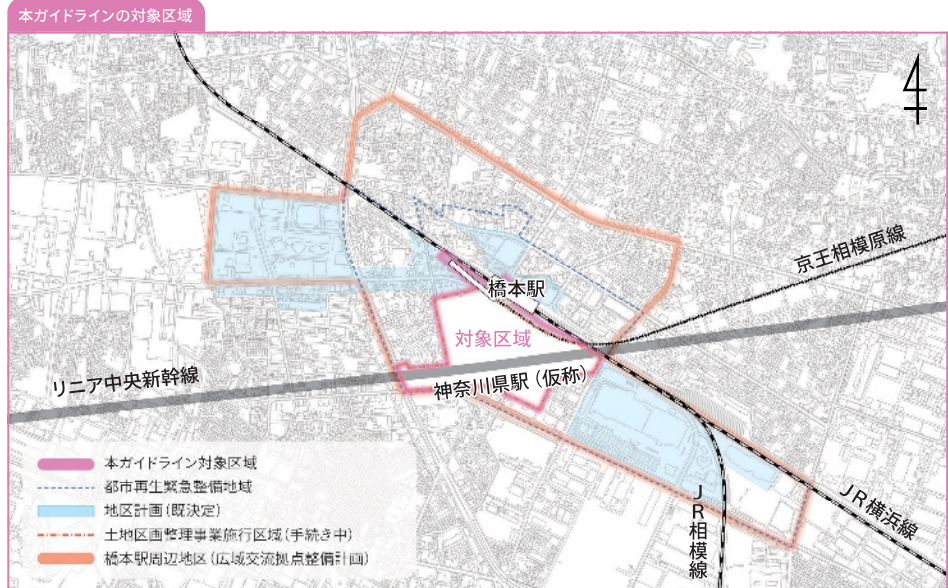 本ガイドラインの対象区域
京王相模原線
橋本駅
対象区域
リニア中央新幹線
神奈川県駅（仮称）
本ガイドライン対象区域
都市再生緊急整備地域
地区計画（既決定）
土地区画整理事業施行区域（手続き中）
橋本駅周辺地区（広域交流拠点整備計画）
JR相模線
JR横浜線